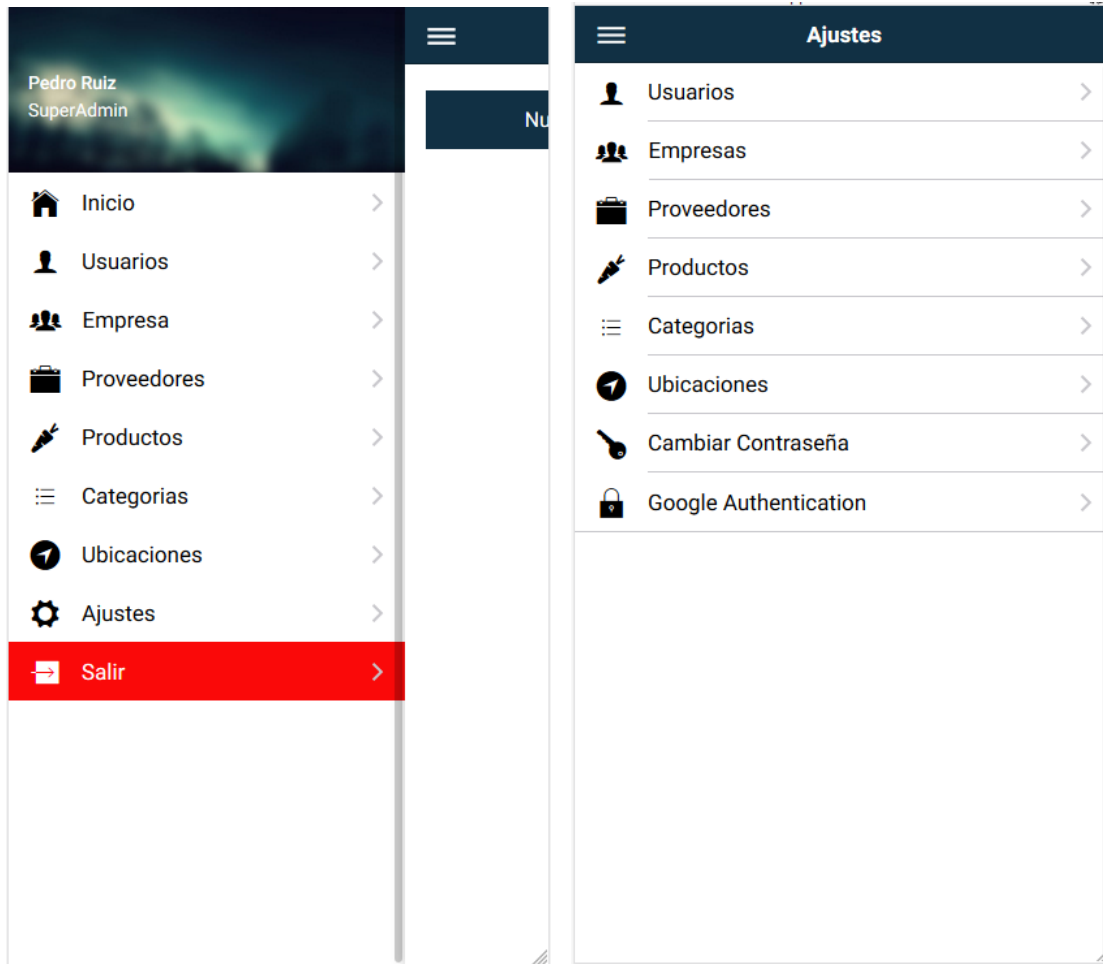 Pedro Ruiz
SuperAdmin
Inicio
Usuarios
Empresa
Proveedores
Productos
Categorias
Ubicaciones
Ajustes
Salir
Nu
Ajustes
Usuarios
Empresas
Proveedores
Productos
Categorias
Ubicaciones
Cambiar Contraseña
Google Authentication